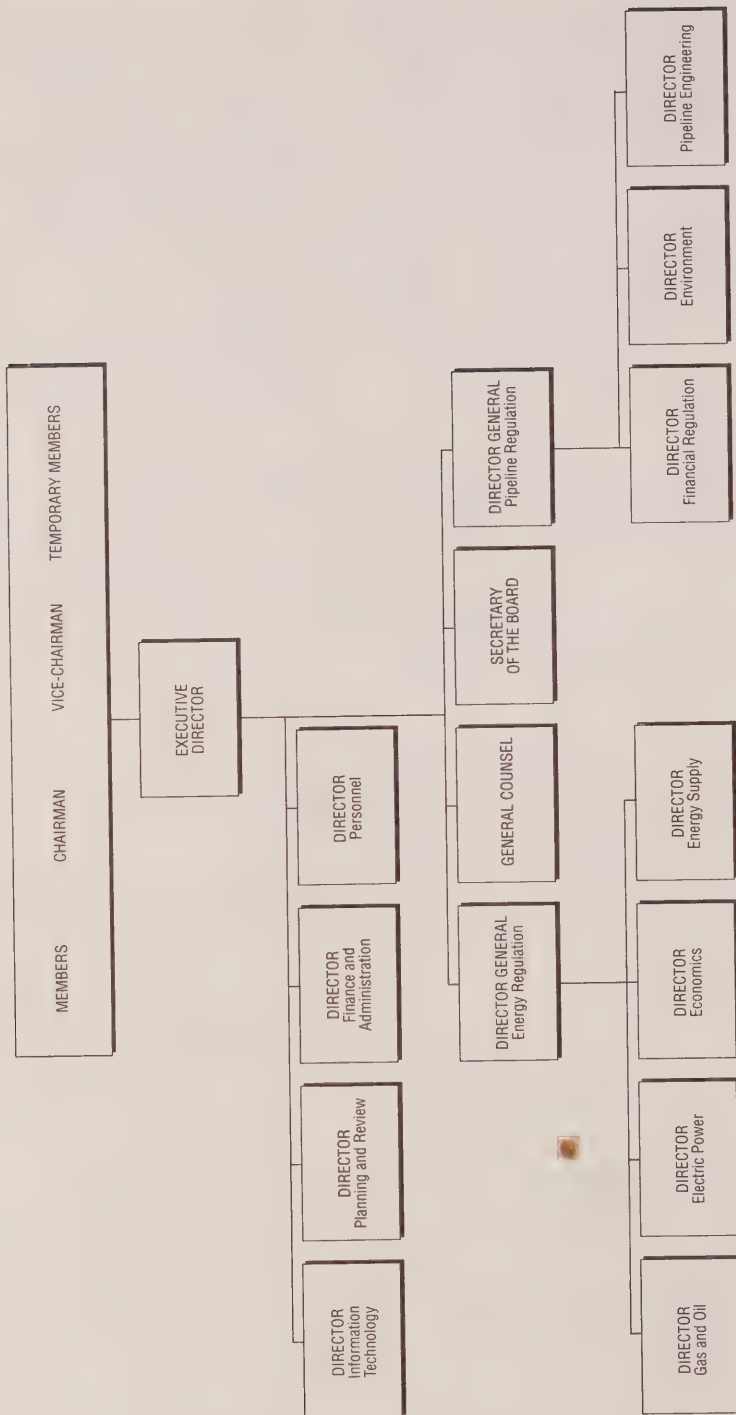 MEMBERS CHAIRMAN VICE-CHAIRMAN TEMPORARY MEMBERS
EXECUTIVE
DIRECTOR
DIRECTOR
Information
Technology
DIRECTOR
Planning and Review
DIRECTOR
Finance and
Administration
DIRECTOR
Personnel
DIRECTOR GENERAL
Energy Regulation
GENERAL COUNSEL
SECRETARY
OF THE BOARD
DIRECTOR GENERAL
Pipeline Regulation
DIRECTOR
Gas and Oil
DIRECTOR
Electric Power
DIRECTOR
Economics
DIRECTOR
Energy Supply
DIRECTOR
Financial Regulation
DIRECTOR
Environment
DIRECTOR
Pipeline Engineering